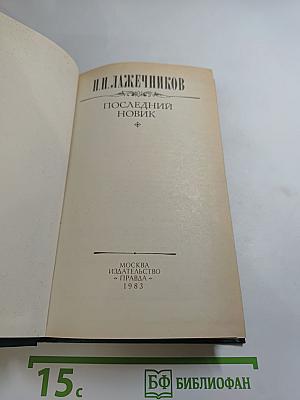 И.И. ЛАЖЕЧНИКОВ
ПОСЛЕДНИЙ
НОВИК
МОСКВА
ИЗДАТЕЛЬСТВО
«ПРАВДА»
1983
15с
БФ БИБЛИОФАН